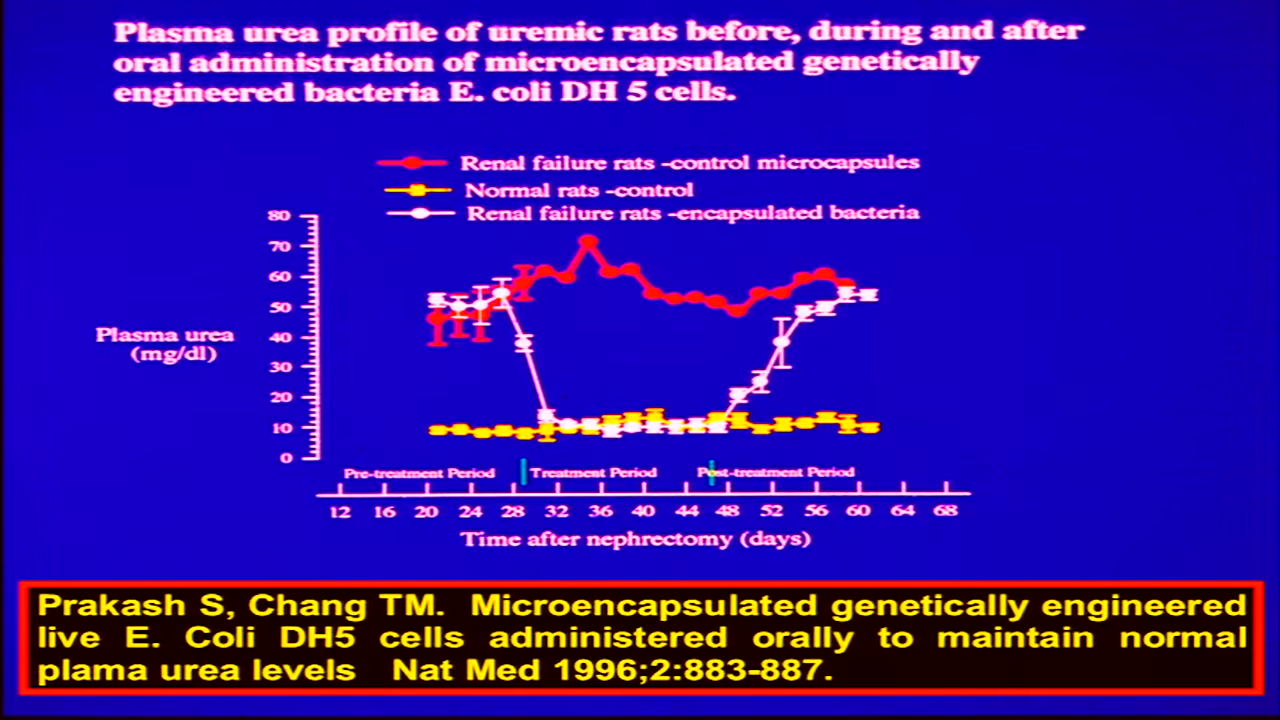 Plasma urea profile of uremic rats before, during and after
oral administration of microencapsulated genetically
engineered bacteria E. coli DH 5 cells.
Renal failure rats -control microcapsules
Normal rats -control
Renal failure rats -encapsulated bacteria
80
70
60
50
40
30
20
10
0
Plasma urea
(mg/dl)
Pre-treatment Period Treatment Period Post-treatment Period
12 16 20 24 28 32 36 40 44 48 52 56 60 64 68
Time after nephrectomy (days)
Prakash S, Chang TM. Microencapsulated genetically engineered
live E. Coli DH5 cells administered orally to maintain normal
plama urea levels Nat Med 1996;2:883-887.